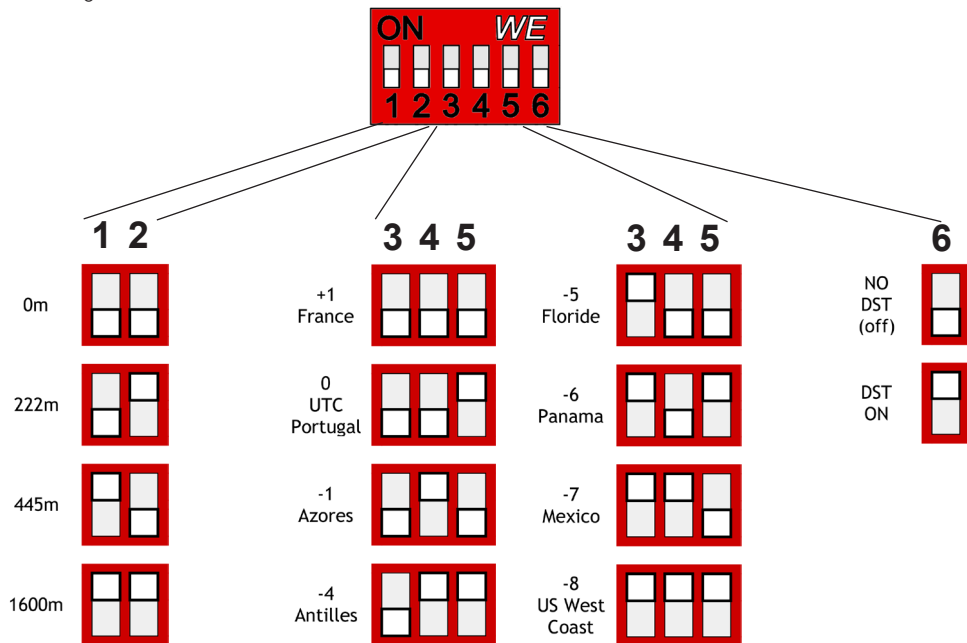 ON WE
1 2 3 4 5 6
1 2
0m
222m
445m
1600m
3 4 5
+1
France
0
UTC
Portugal
-1
Azores
-4
Antilles
3 4 5
-5
Floride
-6
Panama
-7
Mexico
-8
US West
Coast
6
NO
DST
(off)
DST
ON